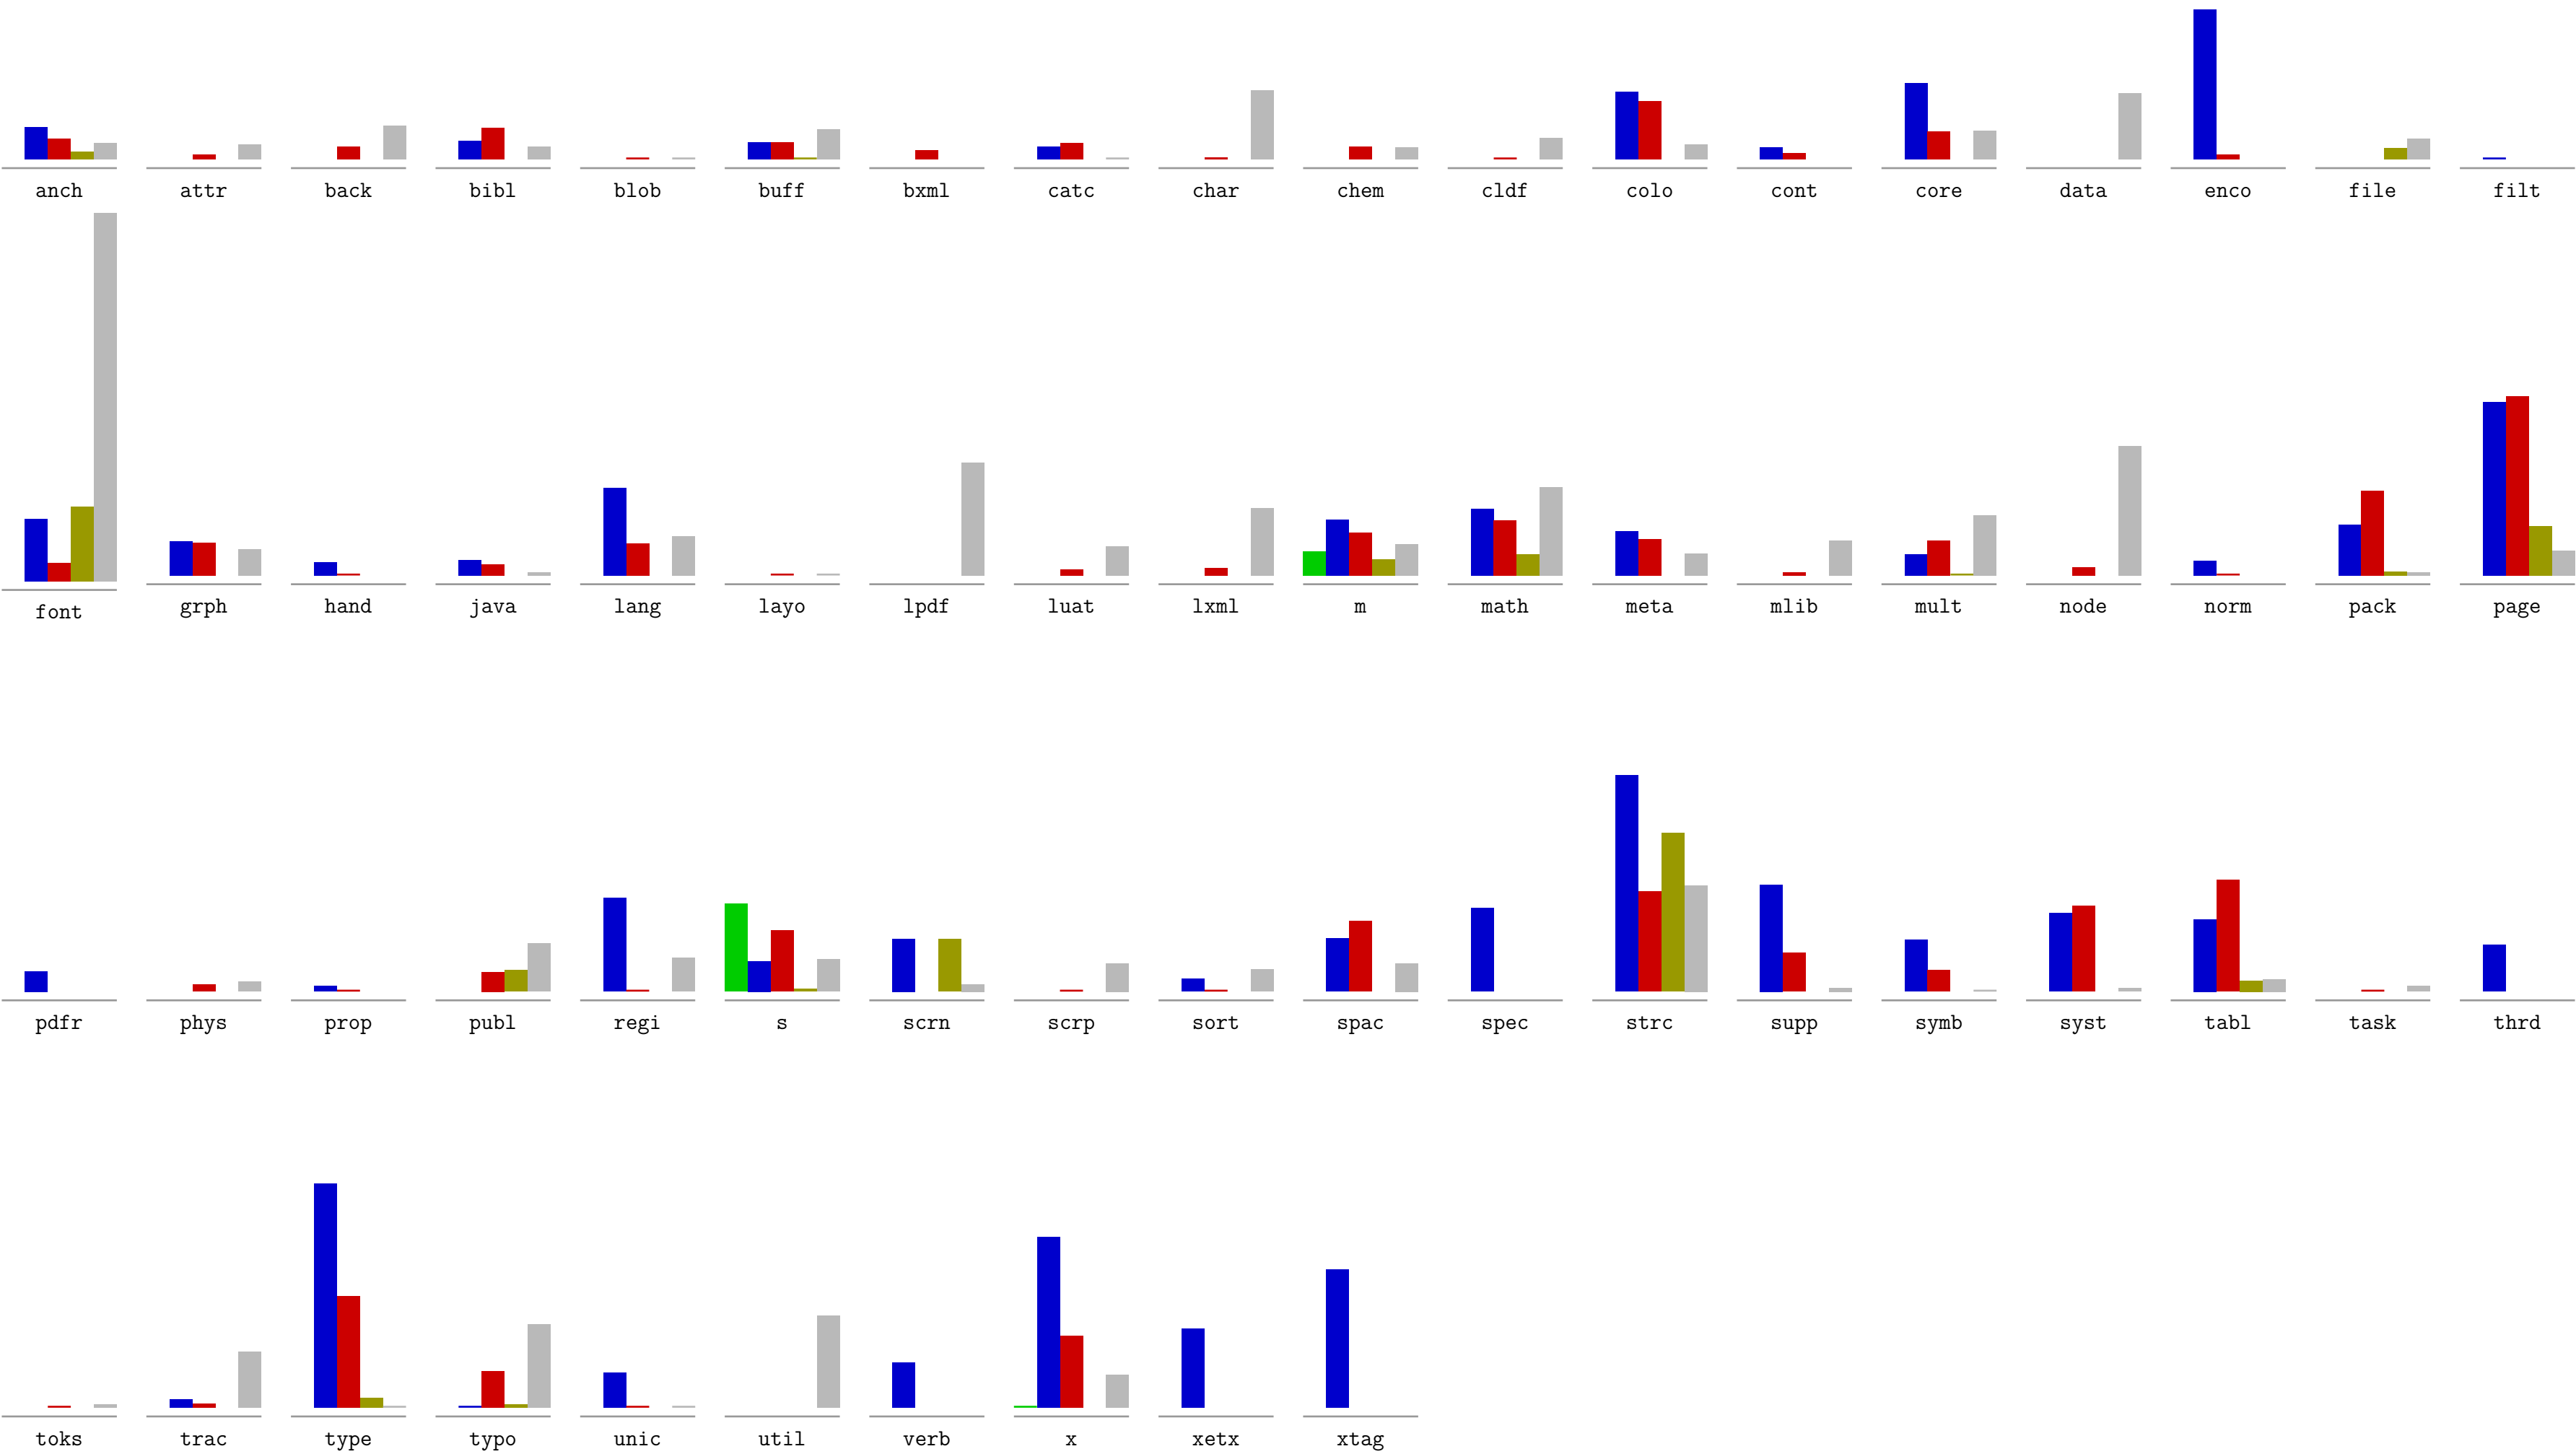 anch attr back bibl blob buff bxml catc char chem cldf colo cont core data enco file filt
font grph hand java lang layo lpdf luat lxml m math meta mlib mult node norm pack page
pdfr phys prop publ regi s scrn scrp sort spac spec strc supp symb syst tabl task thrd
toks trac type typo unic util verb x xetx xtag